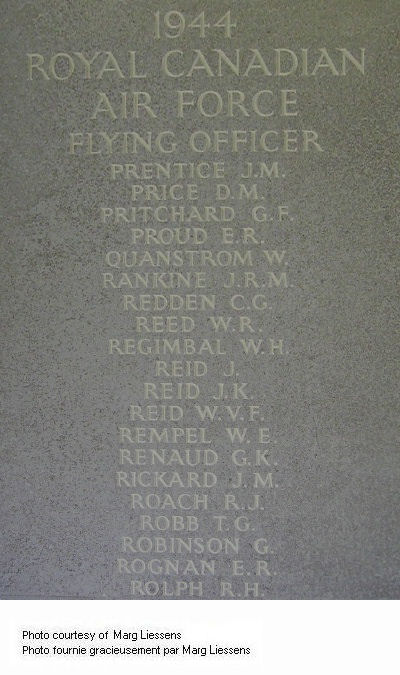 1944
ROYAL CANADIAN
AIR FORCE
FLYING OFFICER
PRENTICE J.M.
PRICE D.M.
PRITCHARD G.F.
PROUD E.R.
QUANSTROM W.
RANKINE J.R.M.
REDDEN C.G.
REED W.R.
REGIMBAL W.H.
REID J.
REID J.K.
REID W.V.F.
REMPEL W.E.
RENAUD G.K.
RICKARD J.M.
ROACH R.J.
ROBB T.G.
ROBINSON G.
ROGNAN E.R.
ROLPH R.H.
Photo courtesy of Marg Liessens
Photo fournie gracieusement par Marg Liessens